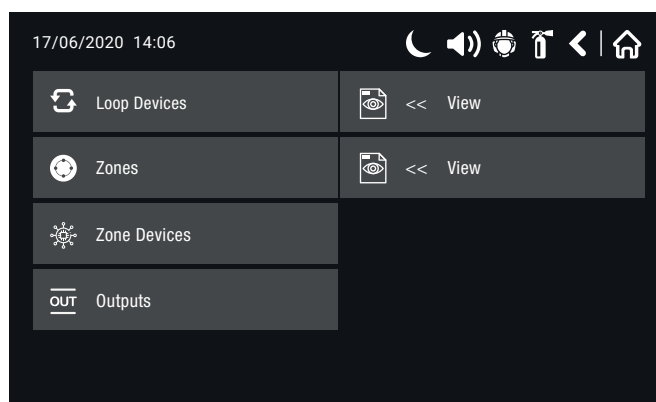 17/06/2020 14:06
Loop Devices
<< View
Zones
<< View
Zone Devices
OUT Outputs